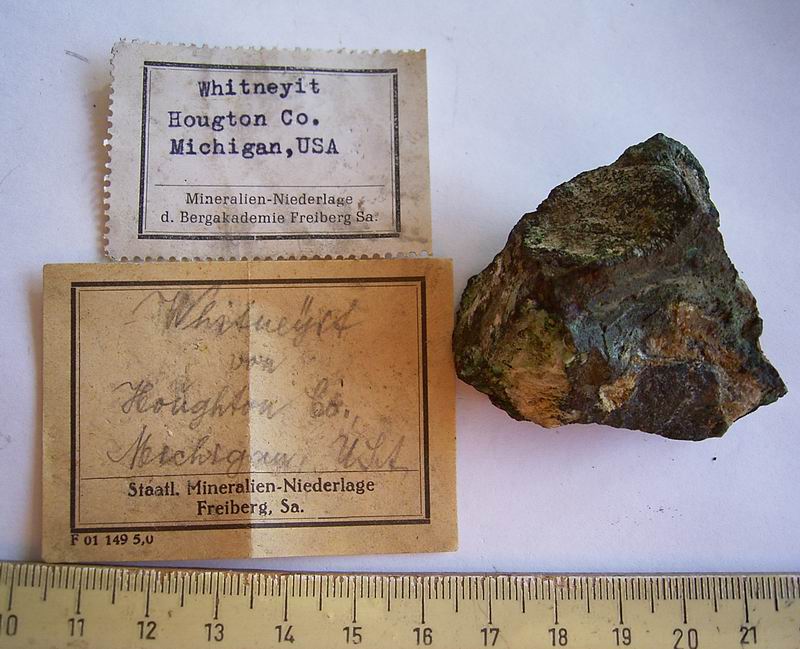 Whitneyit
Hougton Co.
Michigan,USA
Mineralien-Niederlage
d. Bergakademie Freiberg Sa.
Whitneyit
von
Houghton Co.,
Michigan, USA
Staatl. Mineralien-Niederlage
Freiberg, Sa.
F 01 149 5,0
10 11 12 13 14 15 16 17 18 19 20 21